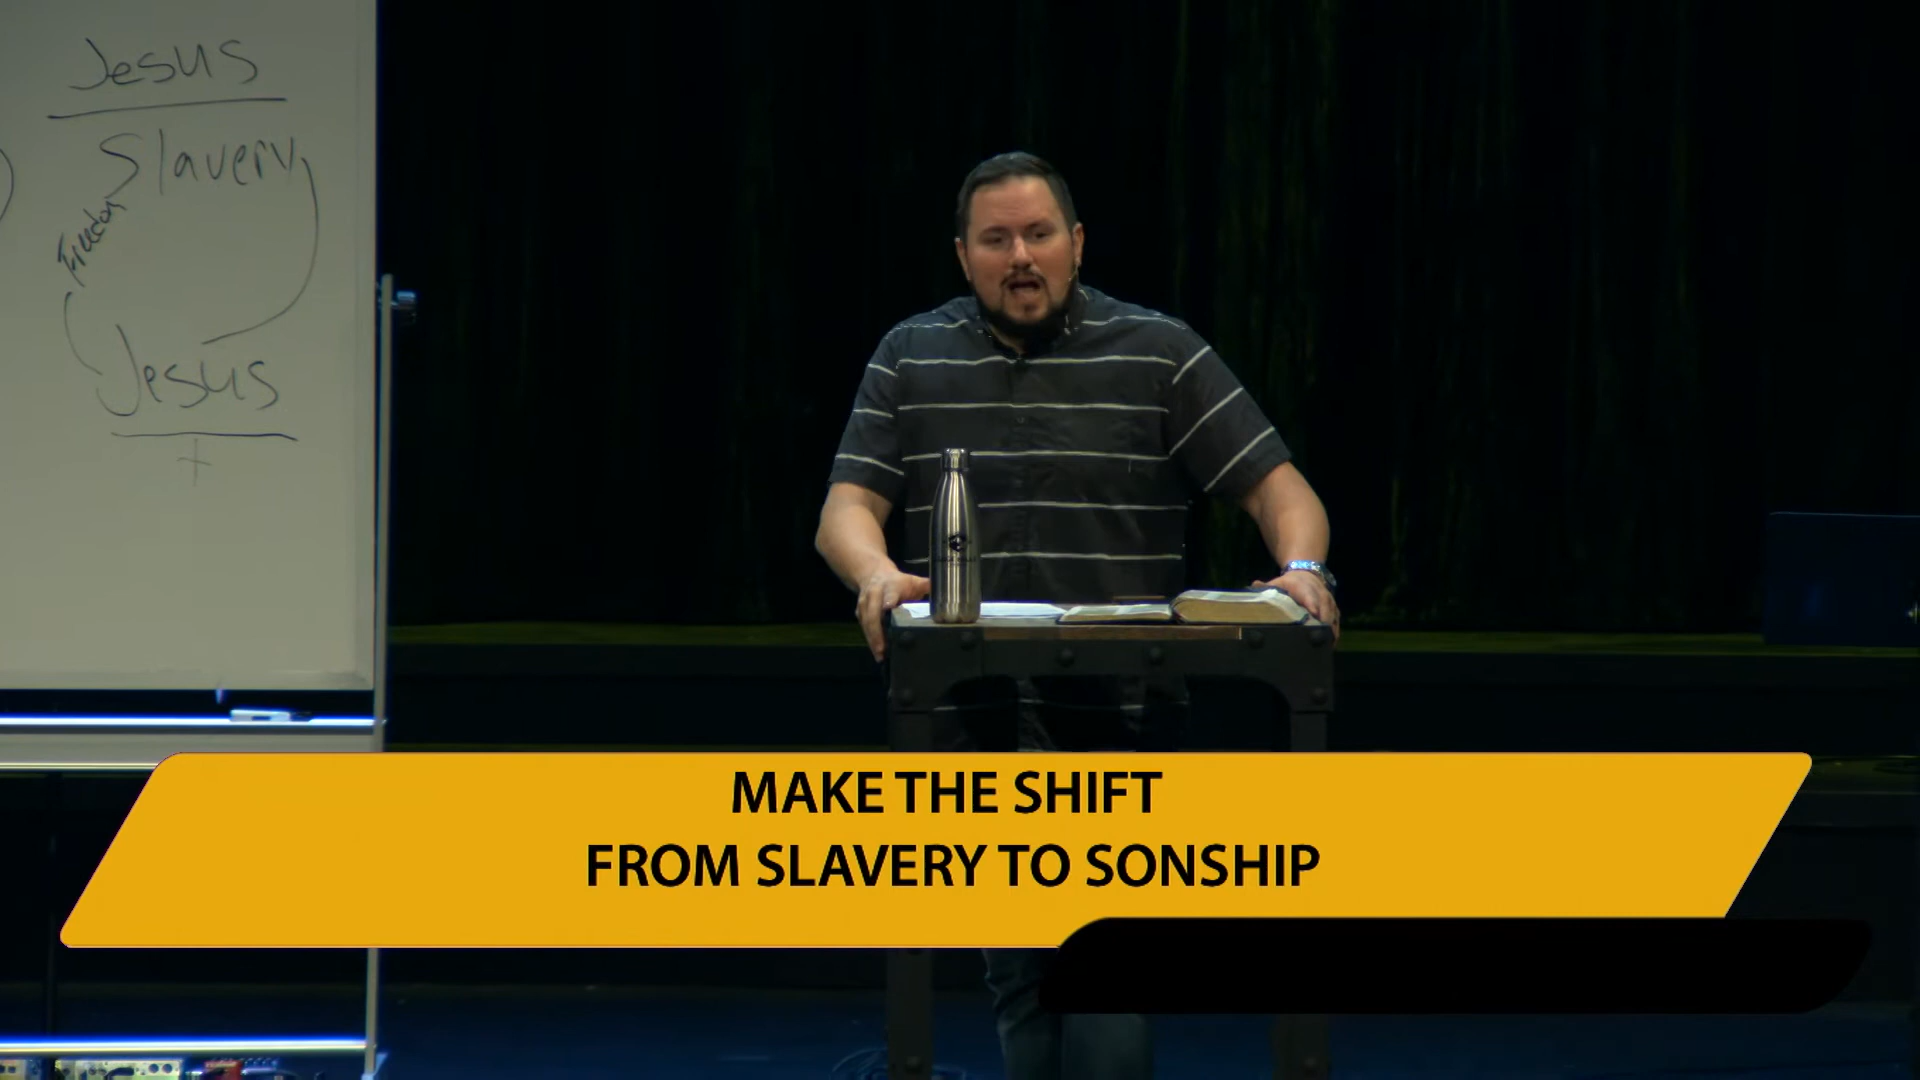 Jesus
Slavery
Freedom
Jesus
+
MAKE THE SHIFT
FROM SLAVERY TO SONSHIP